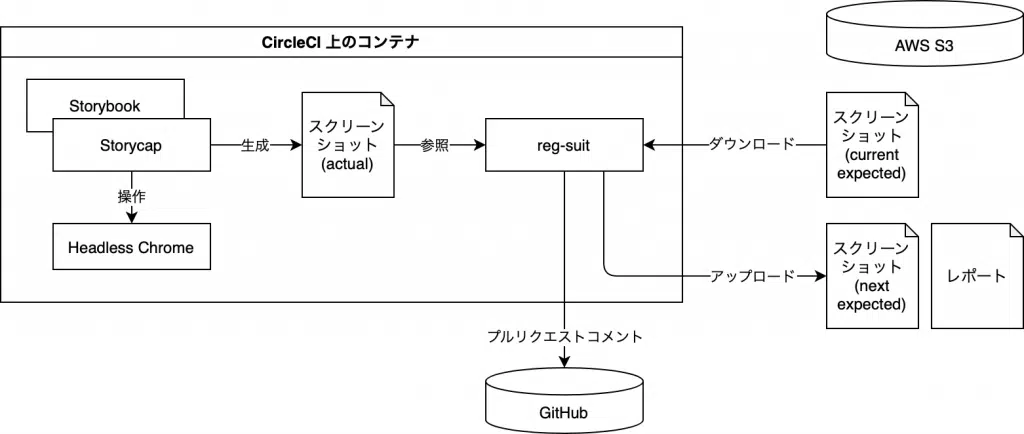 CircleCI 上のコンテナ
AWS S3
Storybook
Storycap
生成
スクリーン
ショット
(actual)
参照
reg-suit
ダウンロード
スクリーン
ショット
(current
expected)
操作
Headless Chrome
アップロード
スクリーン
ショット
(next
expected)
レポート
プルリクエストコメント
GitHub